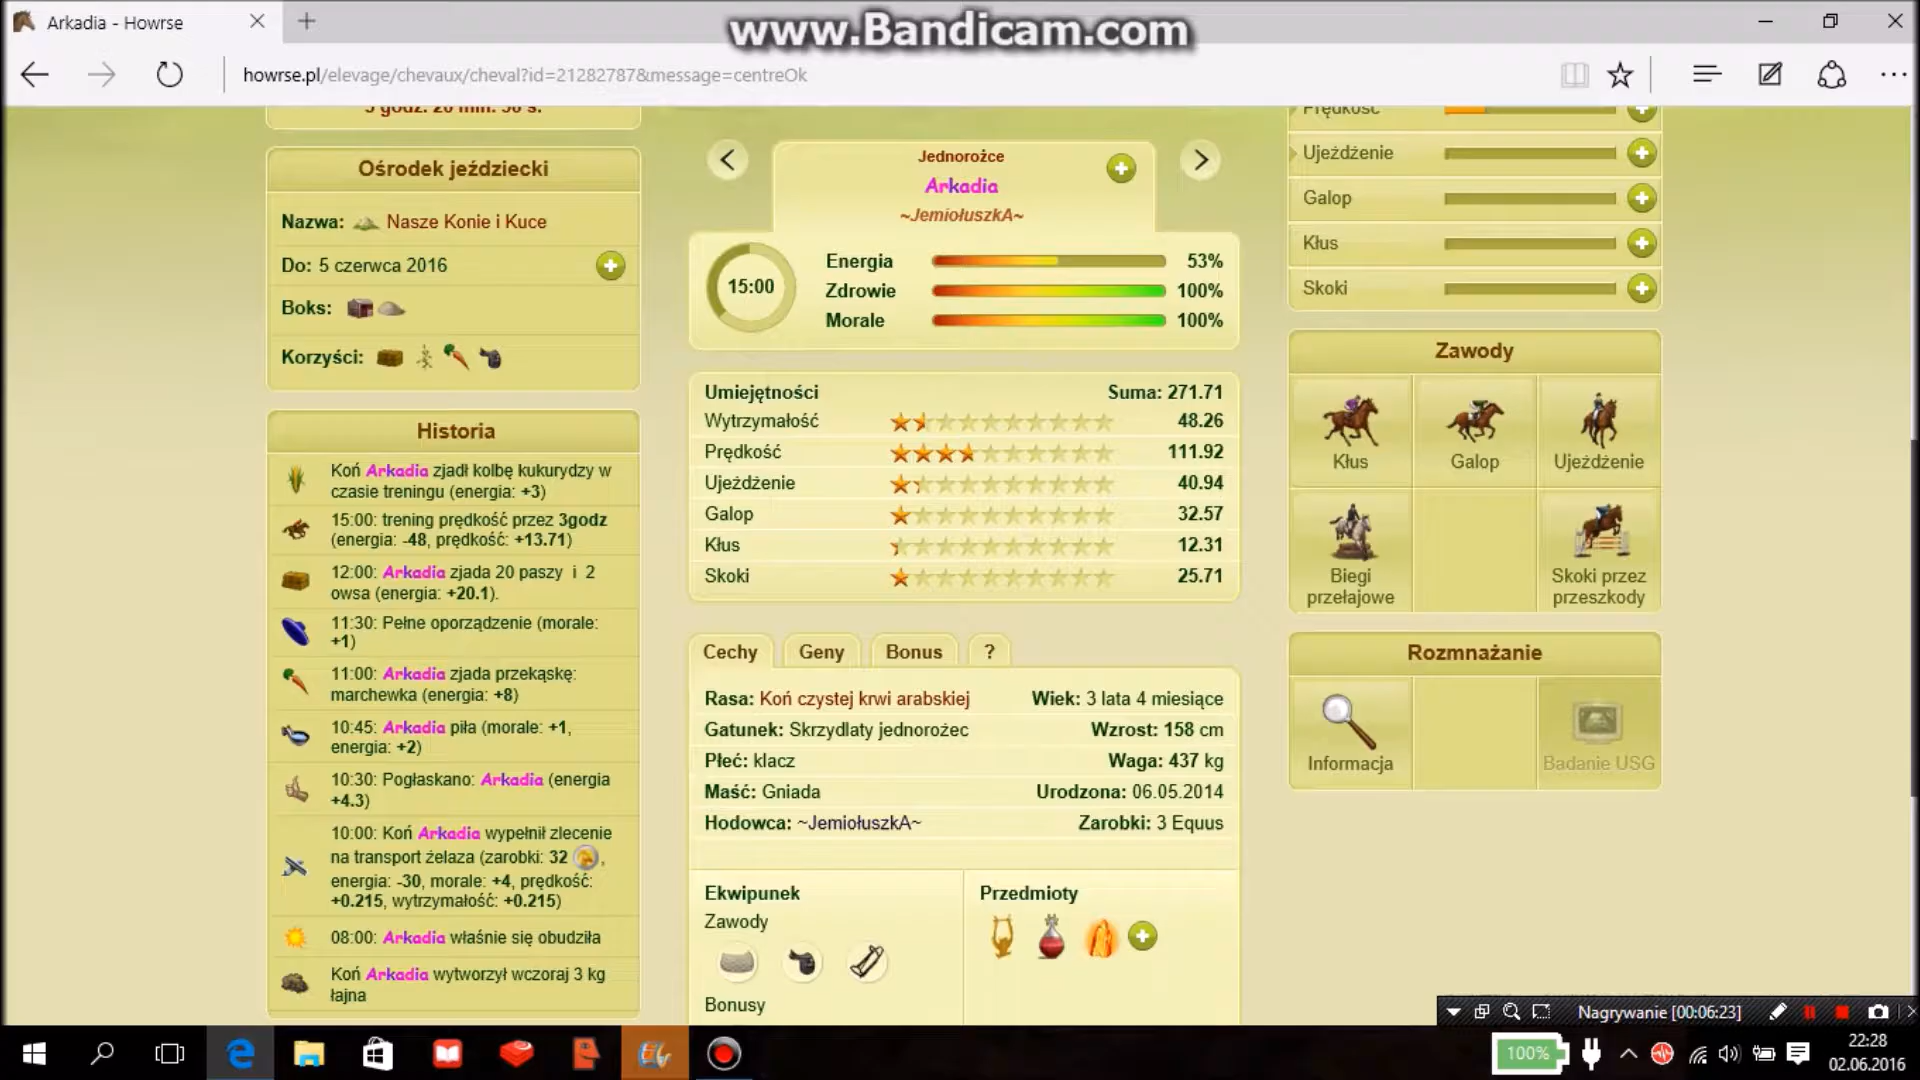 Arkadia - Howrse
www.Bandicam.com
howrse.pl/elevage/chevaux/cheval?id=21282787&message=centreOk
Ośrodek jeździecki
Nazwa: Nasze Konie i Kuce
Do: 5 czerwca 2016
Boks:
Korzyści:
Historia
Koń Arkadia zjadł kolbę kukurydzy w
czasie treningu (energia: +3)
15:00: trening prędkość przez 3godz
(energia: -48, prędkość: +13.71)
12:00: Arkadia zjada 20 paszy i 2
owsa (energia: +20.1).
11:30: Pełne oporządzenie (morale:
+1)
11:00: Arkadia zjada przekąskę:
marchewka (energia: +8)
10:45: Arkadia piła (morale: +1,
energia: +2)
10:30: Pogłaskano: Arkadia (energia
+4.3)
10:00: Koń Arkadia wypełnił zlecenie
na transport żelaza (zarobki: 32 ,
energia: -30, morale: +4, prędkość:
+0.215, wytrzymałość: +0.215)
08:00: Arkadia właśnie się obudziła
Koń Arkadia wytworzył wczoraj 3 kg
łajna
Jednorożce
Arkadia
~JemiołuszkA~
15:00
Energia 53%
Zdrowie 100%
Morale 100%
Umiejętności Suma: 271.71
Wytrzymałość 48.26
Prędkość 111.92
Ujeżdżenie 40.94
Galop 32.57
Kłus 12.31
Skoki 25.71
Cechy Geny Bonus ?
Rasa: Koń czystej krwi arabskiej Wiek: 3 lata 4 miesiące
Gatunek: Skrzydlaty jednorożec Wzrost: 158 cm
Płeć: klacz Waga: 437 kg
Maść: Gniada Urodzona: 06.05.2014
Hodowca: ~JemiołuszkA~ Zarobki: 3 Equus
Ekwipunek
Zawody
Bonusy
Przedmioty
Prędkość
Ujeżdżenie
Galop
Kłus
Skoki
Zawody
Kłus Galop Ujeżdżenie
Biegi
przełajowe
Skoki przez
przeszkody
Rozmnażanie
Informacja Badanie USG
Nagrywanie [00:06:23]
100%
22:28
02.06.2016